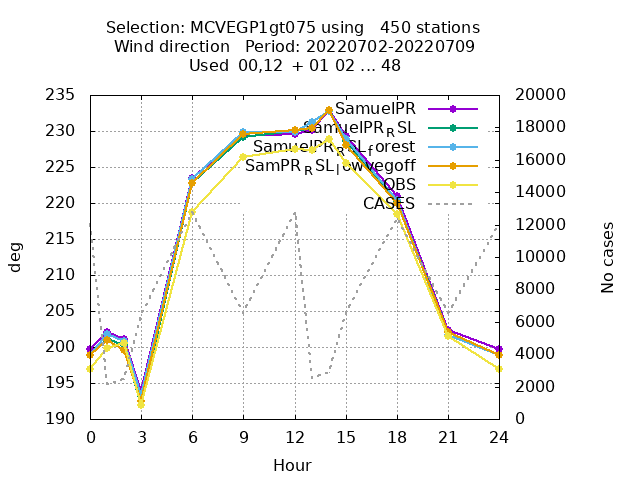 Selection: MCVEGP1gt075 using 450 stations
Wind direction Period: 20220702-20220709
Used 00,12 + 01 02 ... 48
235
230
225
220
215
210
205
200
195
190
deg
20000
18000
16000
14000
12000
10000
8000
6000
4000
2000
0
No cases
SamuelPR
SamuelPR_RSL
SamuelPR_RSL_forest
SamPR_RSL_lowvegoff
OBS
CASES
0 3 6 9 12 15 18 21 24
Hour